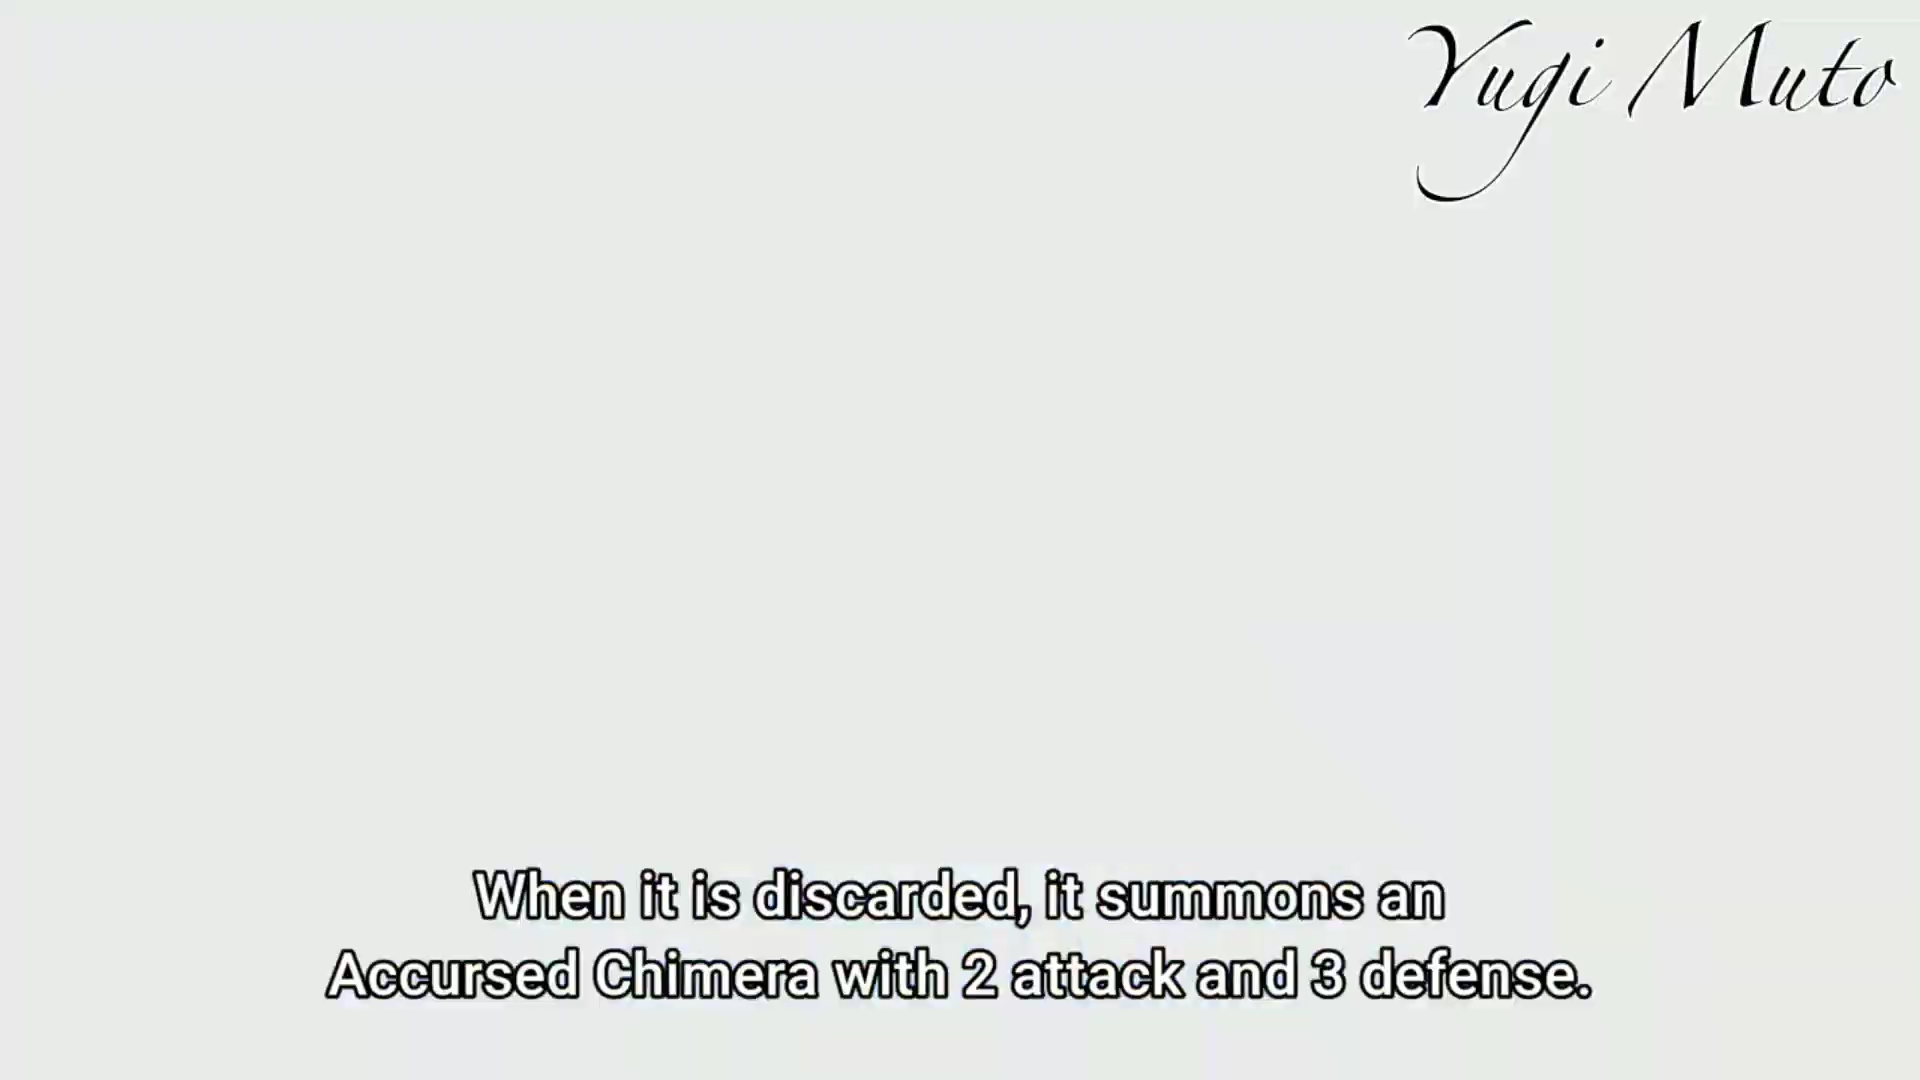 Yugi Muto
When it is discarded, it summons an
Accursed Chimera with 2 attack and 3 defense.